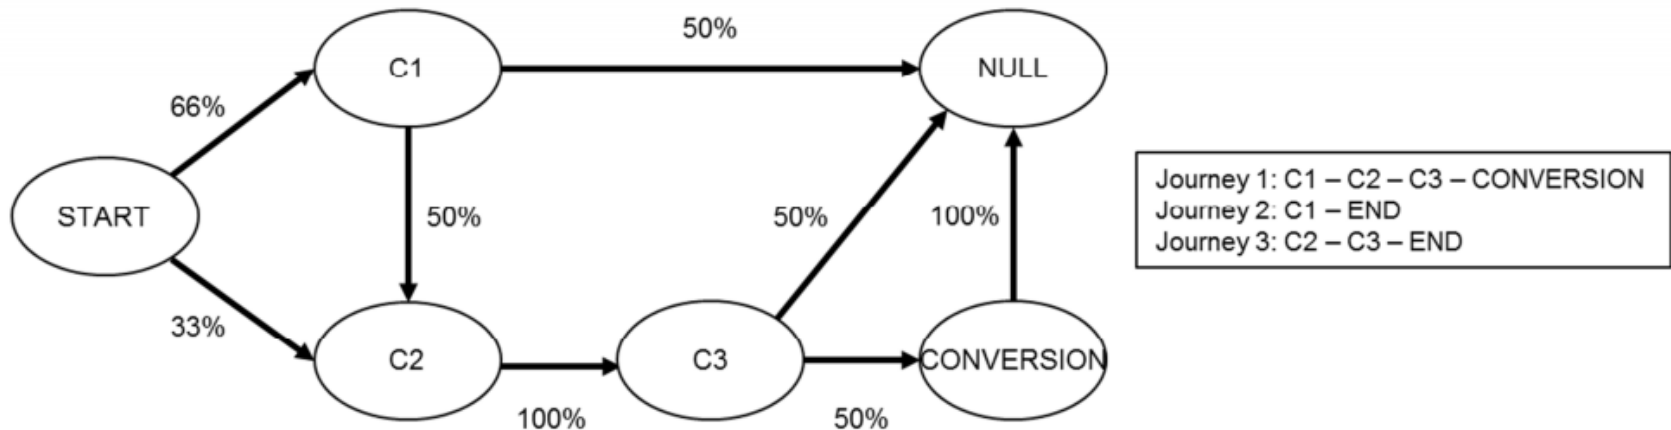 50%
C1
NULL
66%
START
50%
50%
100%
33%
C2
C3
CONVERSION
100%
50%
Journey 1: C1 – C2 – C3 – CONVERSION
Journey 2: C1 – END
Journey 3: C2 – C3 – END